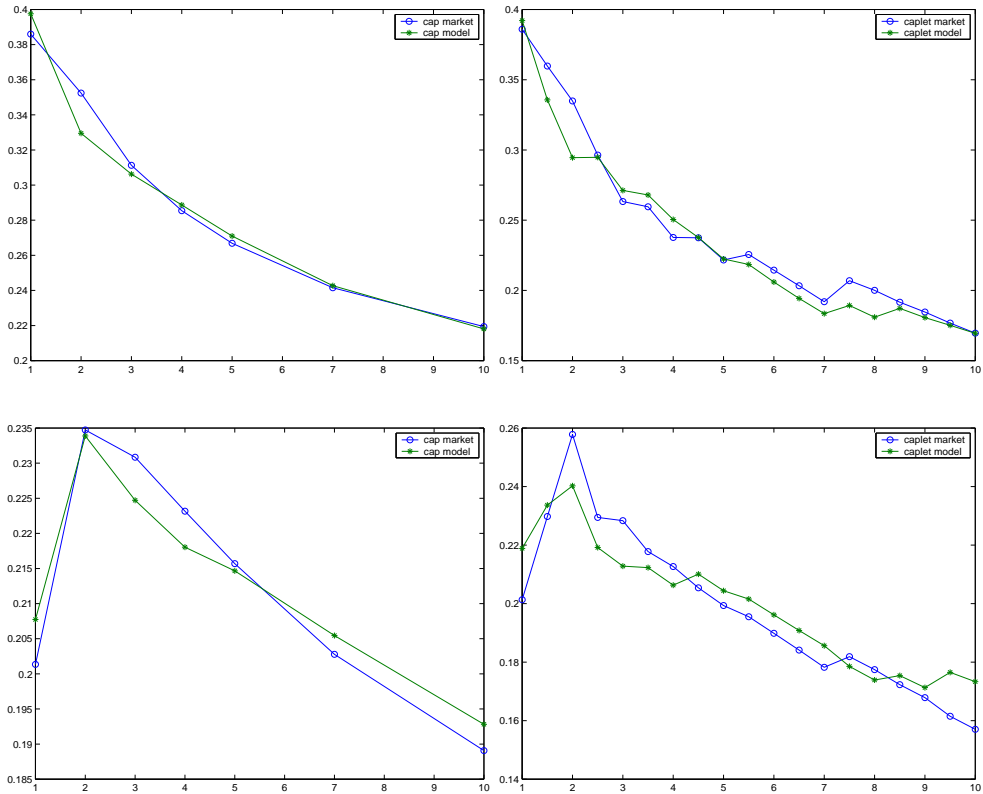 0.4
0.38
0.36
0.34
0.32
0.3
0.28
0.26
0.24
0.22
0.2
1 2 3 4 5 6 7 8 9 10
cap market
cap model
0.4
0.35
0.3
0.25
0.2
0.15
1 2 3 4 5 6 7 8 9 10
caplet market
caplet model
0.235
0.23
0.225
0.22
0.215
0.21
0.205
0.2
0.195
0.19
0.185
1 2 3 4 5 6 7 8 9 10
cap market
cap model
0.26
0.24
0.22
0.2
0.18
0.16
0.14
1 2 3 4 5 6 7 8 9 10
caplet market
caplet model